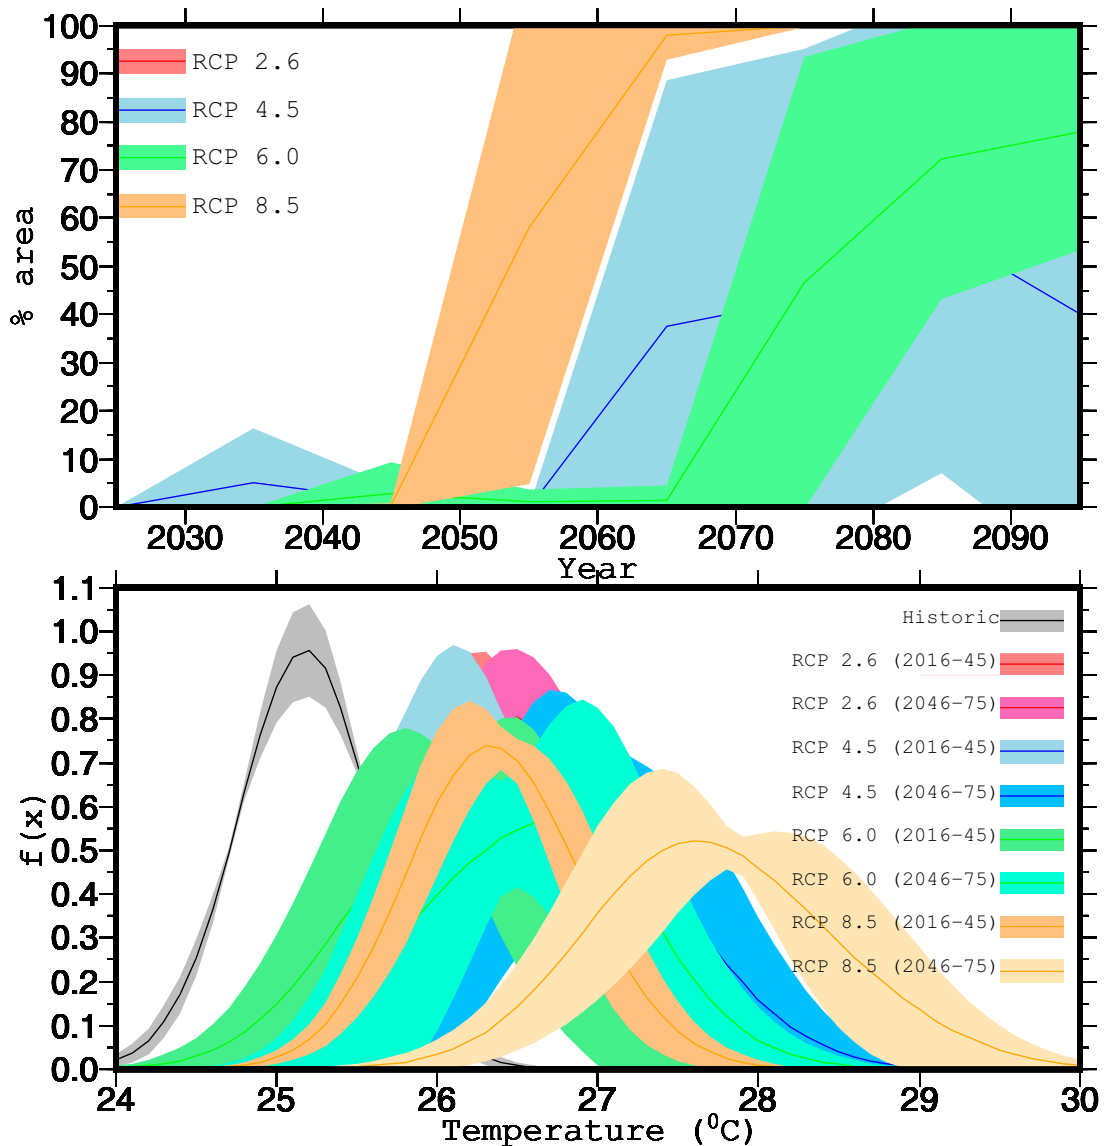 100
90
80
70
60
50
40
30
20
10
0
% area
RCP 2.6
RCP 4.5
RCP 6.0
RCP 8.5
2030 2040 2050 2060 2070 2080 2090
Year
1.1
1.0
0.9
0.8
0.7
0.6
0.5
0.4
0.3
0.2
0.1
0.0
f(x)
Historic
RCP 2.6 (2016-45)
RCP 2.6 (2046-75)
RCP 4.5 (2016-45)
RCP 4.5 (2046-75)
RCP 6.0 (2016-45)
RCP 6.0 (2046-75)
RCP 8.5 (2016-45)
RCP 8.5 (2046-75)
24 25 26 27 28 29 30
Temperature (⁰C)